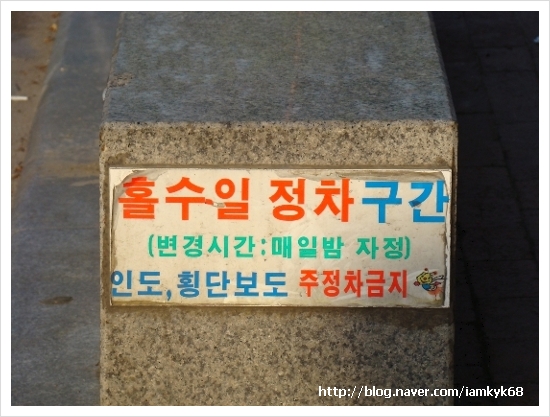 홀수일 정차구간
(변경시간:매일밤 자정)
인도,횡단보도 주정차금지
http://blog.naver.com/iamkyk68